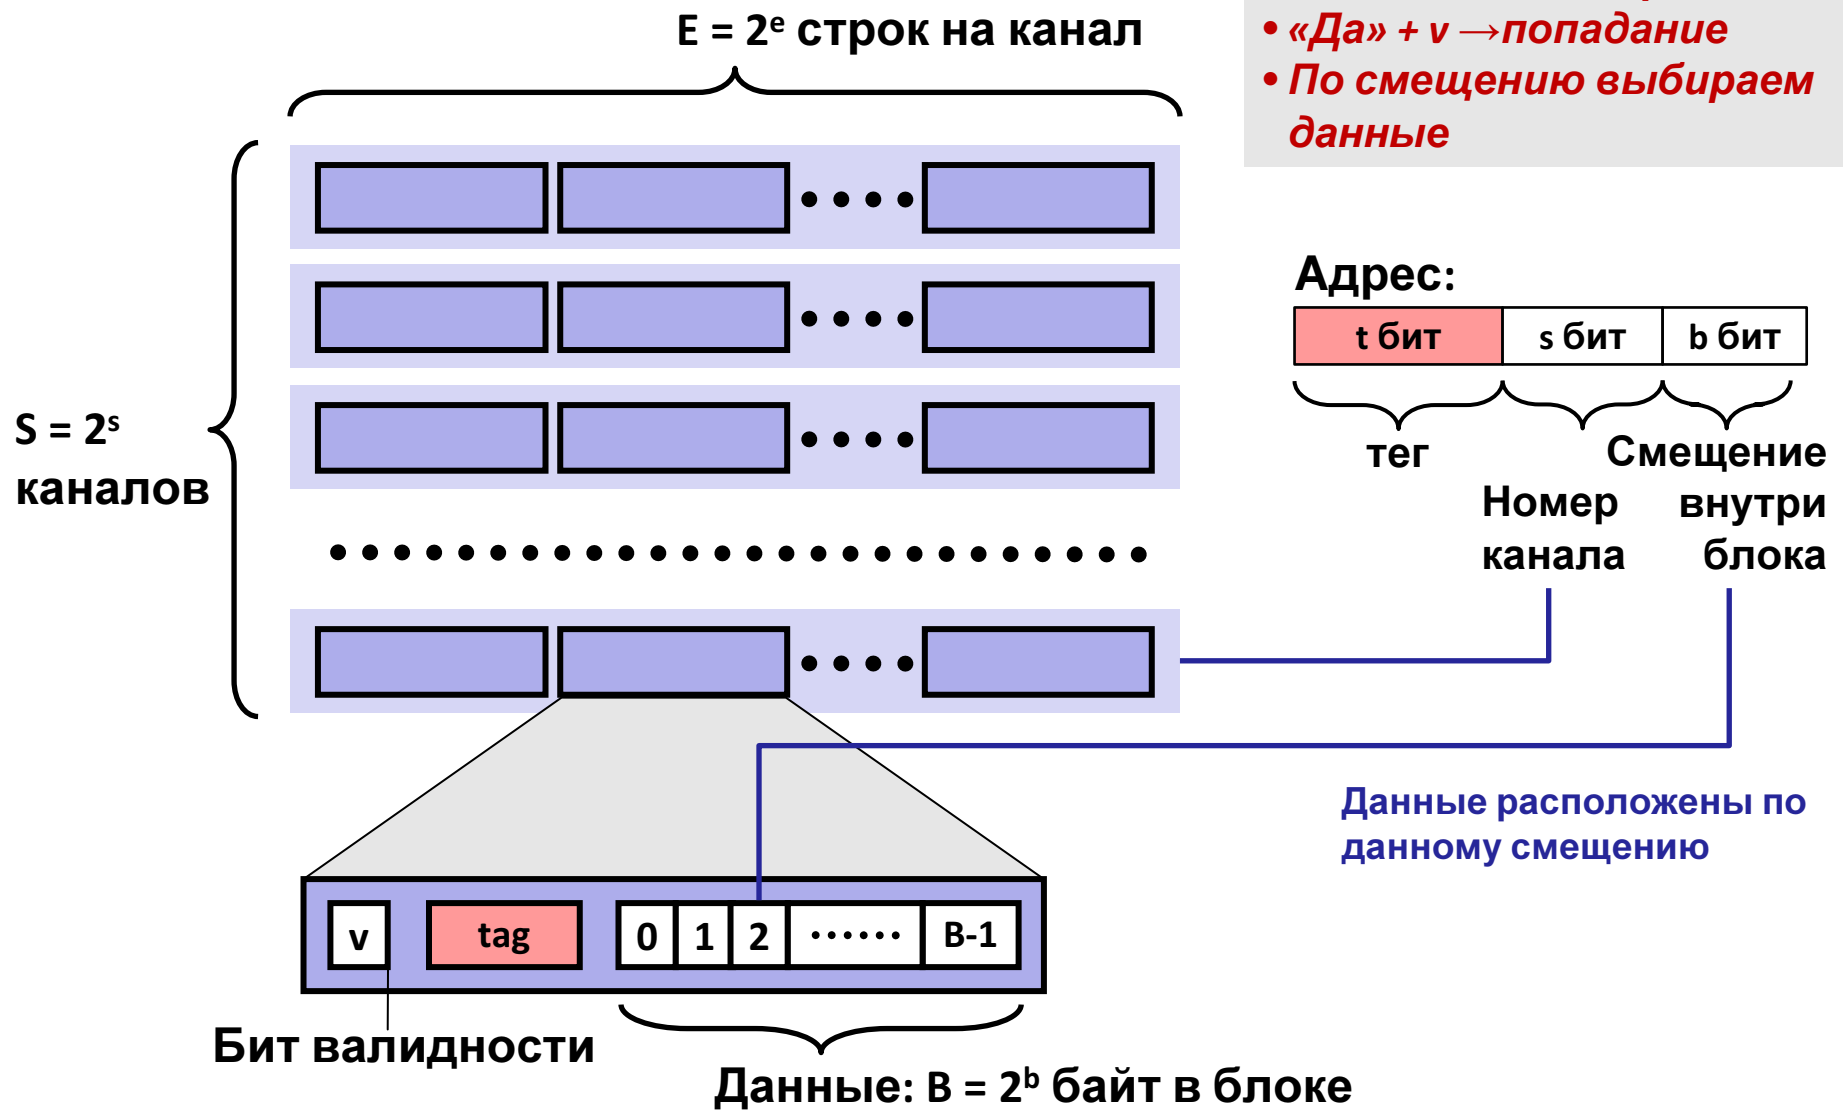 E = 2ᵉ строк на канал
• «Да» + v →попадание
• По смещению выбираем
данные
S = 2ˢ
каналов
Адрес:
t бит s бит b бит
тег
Номер
канала
Смещение
внутри
блока
Данные расположены по
данному смещению
v tag 0 1 2 ······ B-1
Бит валидности
Данные: B = 2ᵇ байт в блоке